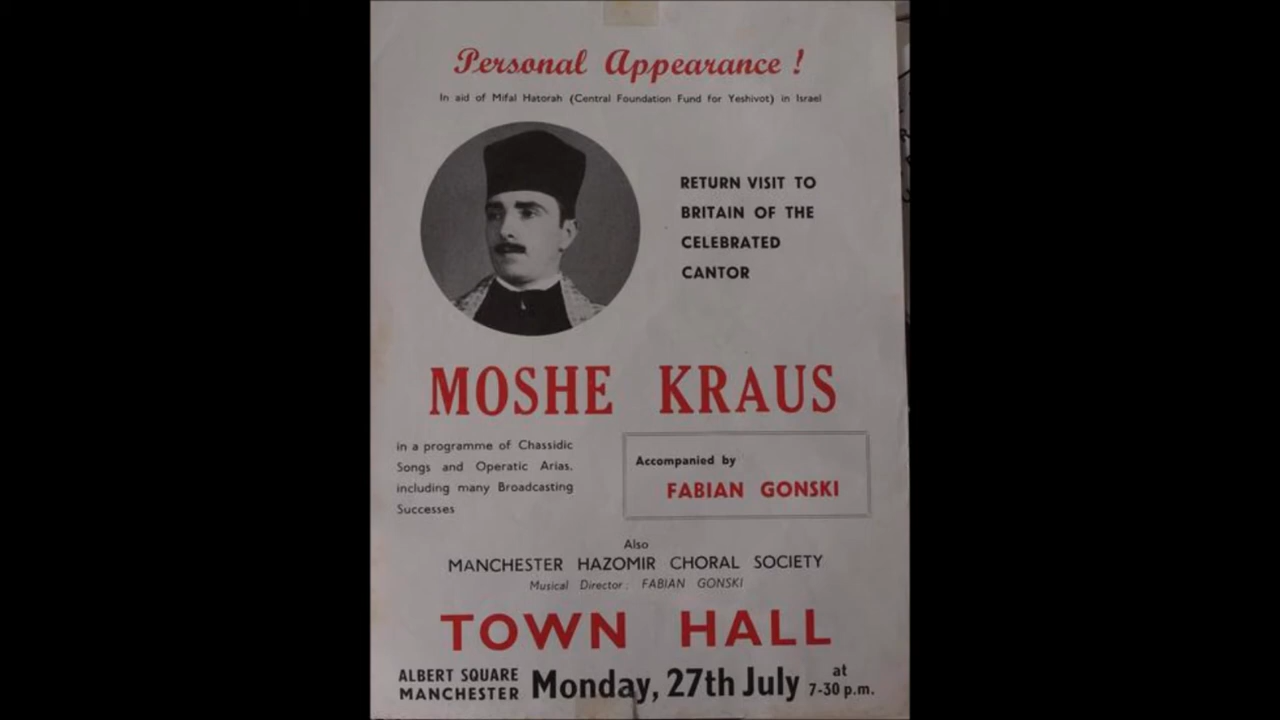 Personal Appearance !
In aid of Mifal Hatorah (Central Foundation Fund for Yeshivot) in Israel
RETURN VISIT TO
BRITAIN OF THE
CELEBRATED
CANTOR
MOSHE KRAUS
in a programme of Chassidic
Songs and Operatic Arias,
including many Broadcasting
Successes
Accompanied by
FABIAN GONSKI
Also
MANCHESTER HAZOMIR CHORAL SOCIETY
Musical Director : FABIAN GONSKI
TOWN HALL
ALBERT SQUARE
MANCHESTER
Monday, 27th July
at
7-30 p.m.